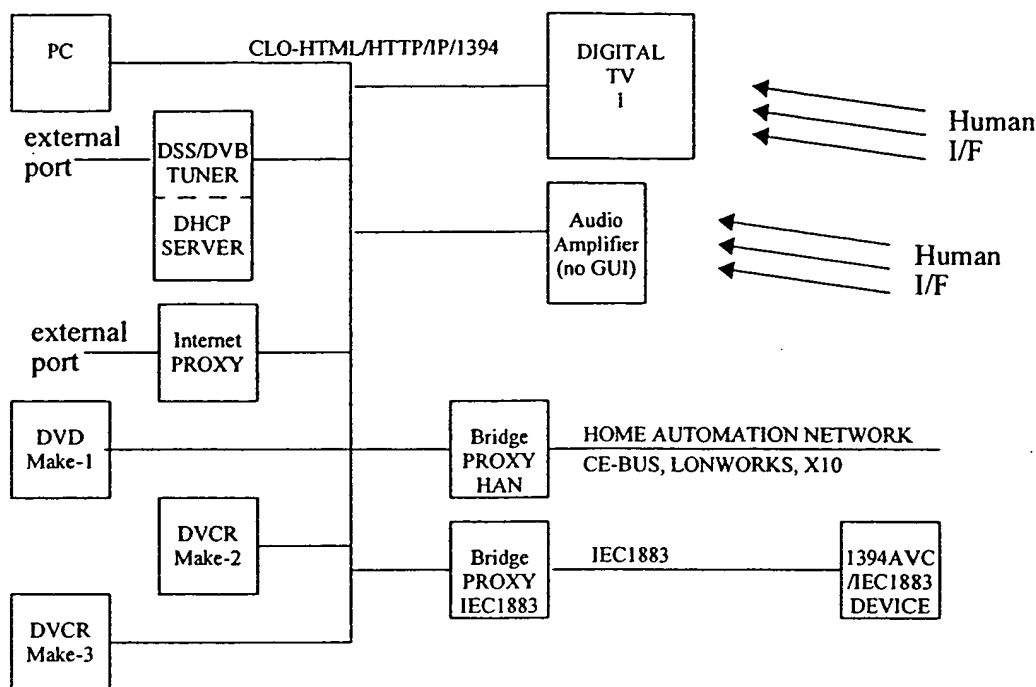 PC
CLO-HTML/HTTP/IP/1394
DIGITAL
TV
1
Human
I/F
external
port
DSS/DVB
TUNER
DHCP
SERVER
Audio
Amplifier
(no GUI)
Human
I/F
external
port
Internet
PROXY
DVD
Make-1
Bridge
PROXY
HAN
HOME AUTOMATION NETWORK
CE-BUS, LONWORKS, X10
DVCR
Make-2
Bridge
PROXY
IEC1883
IEC1883
1394AVC
/IEC1883
DEVICE
DVCR
Make-3